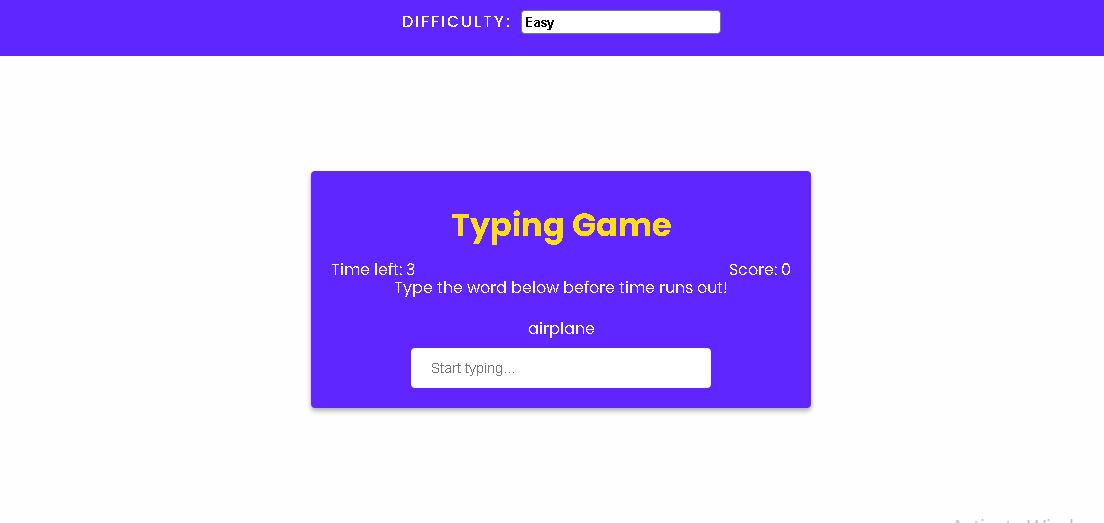 DIFFICULTY: Easy
Typing Game
Time left: 3 Score: 0
Type the word below before time runs out!
airplane
Start typing...